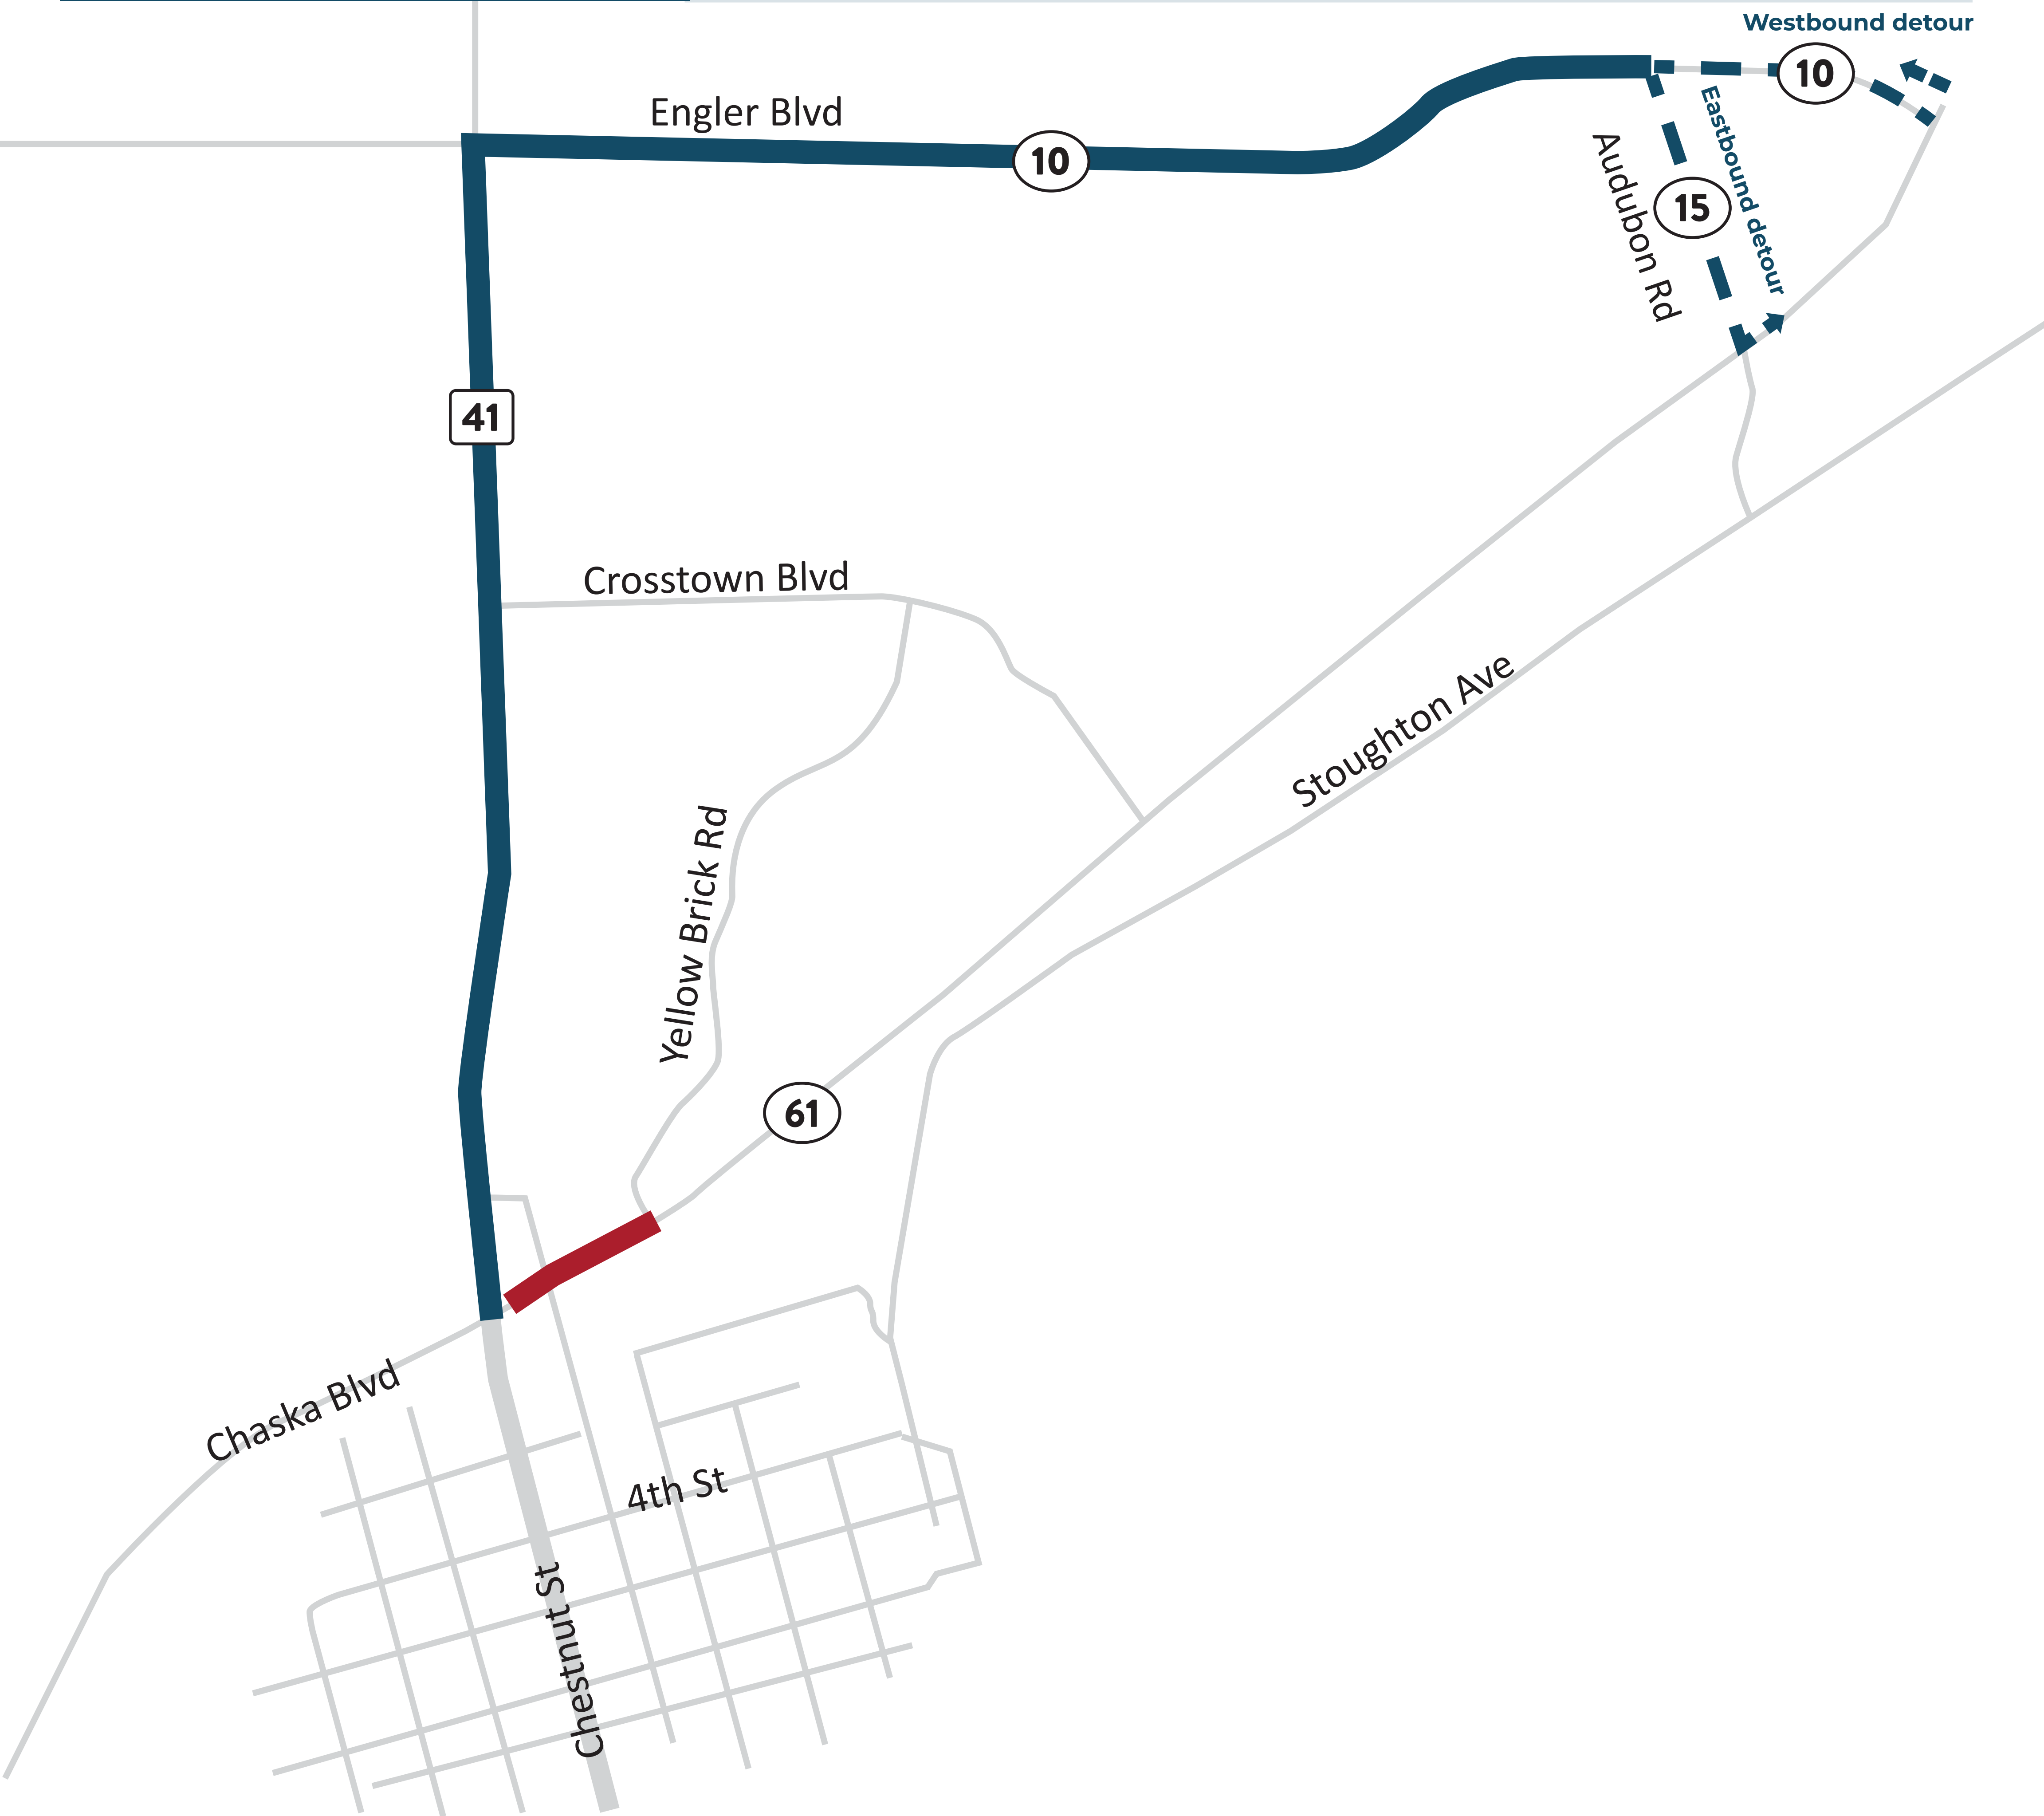 Westbound detour
10
Engler Blvd
10
Eastbound detour
Audubon Rd
15
41
Crosstown Blvd
Stoughton Ave
Yellow Brick Rd
61
Chaska Blvd
4th St
Chestnut St